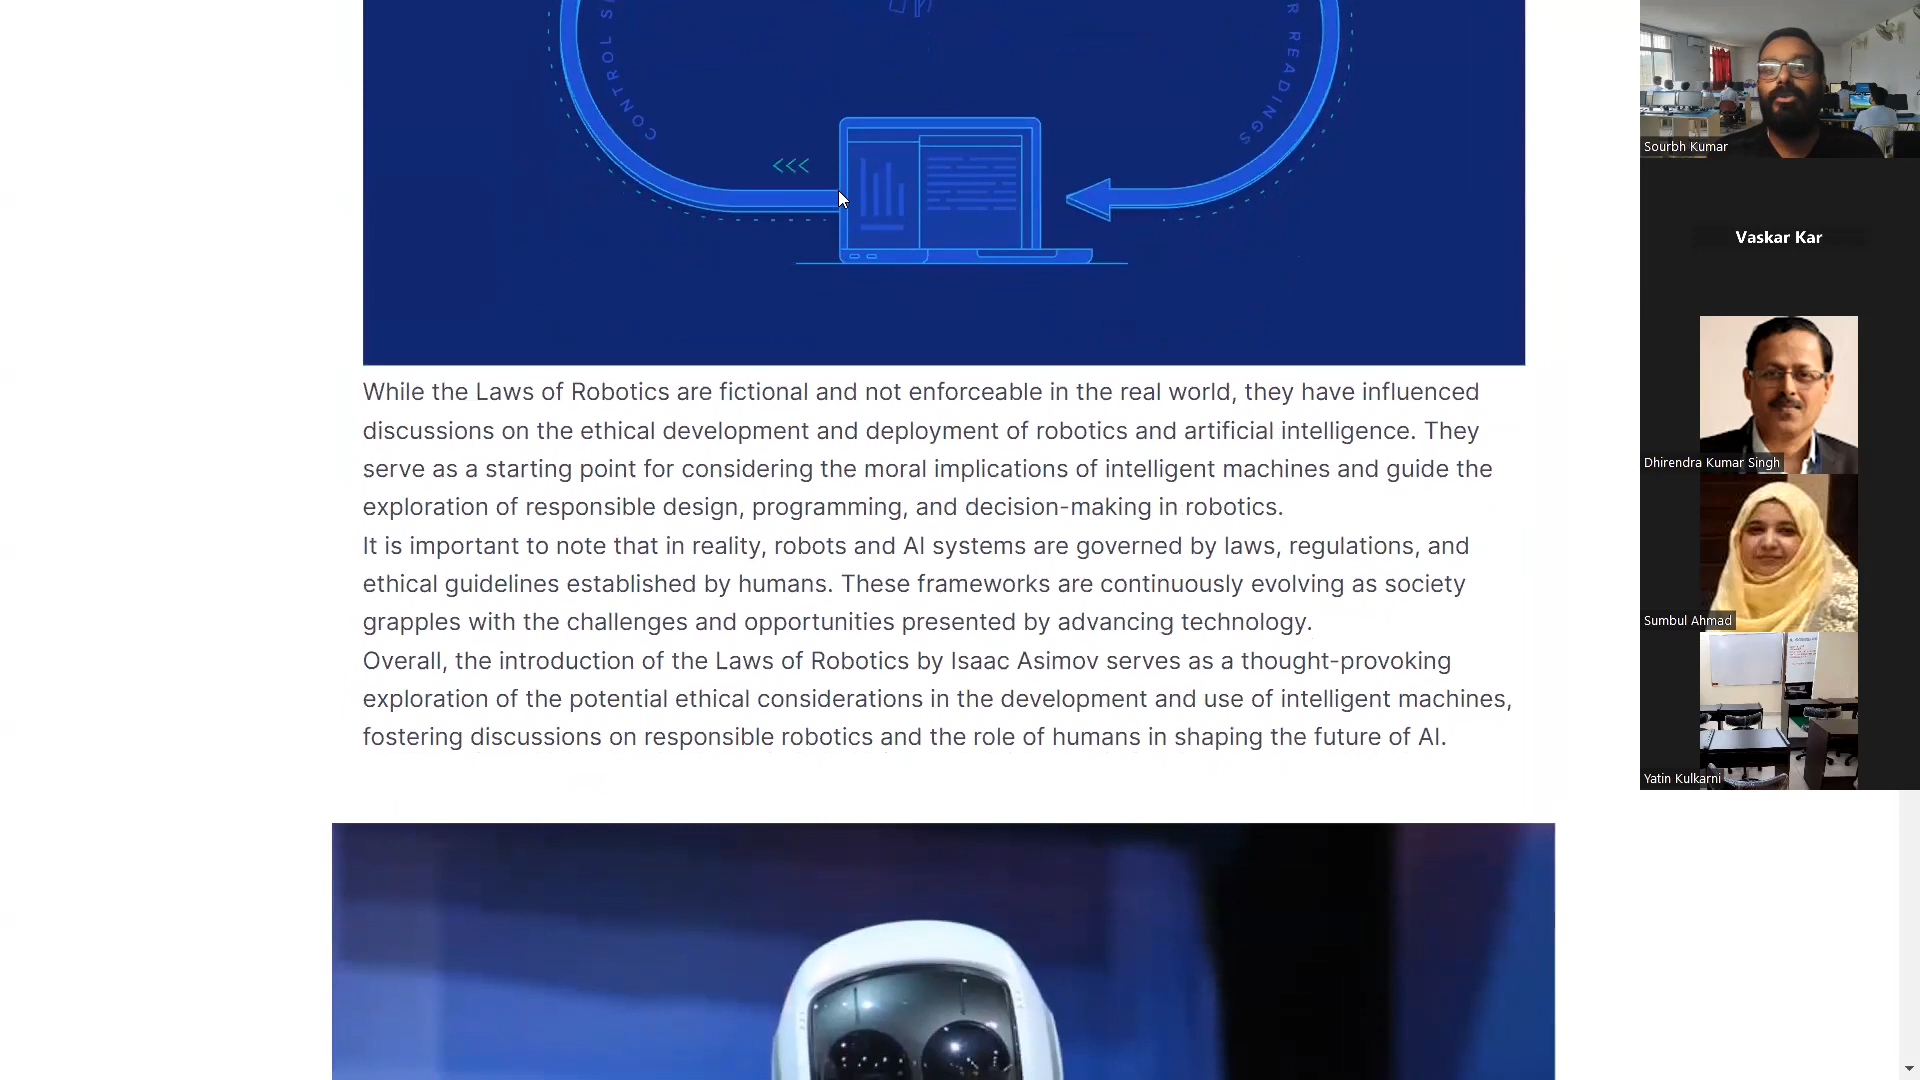 CONTROL S
R READINGS
While the Laws of Robotics are fictional and not enforceable in the real world, they have influenced
discussions on the ethical development and deployment of robotics and artificial intelligence. They
serve as a starting point for considering the moral implications of intelligent machines and guide the
exploration of responsible design, programming, and decision-making in robotics.
It is important to note that in reality, robots and AI systems are governed by laws, regulations, and
ethical guidelines established by humans. These frameworks are continuously evolving as society
grapples with the challenges and opportunities presented by advancing technology.
Overall, the introduction of the Laws of Robotics by Isaac Asimov serves as a thought-provoking
exploration of the potential ethical considerations in the development and use of intelligent machines,
fostering discussions on responsible robotics and the role of humans in shaping the future of AI.
Sourbh Kumar
Vaskar Kar
Dhirendra Kumar Singh
Sumbul Ahmad
Yatin Kulkarni